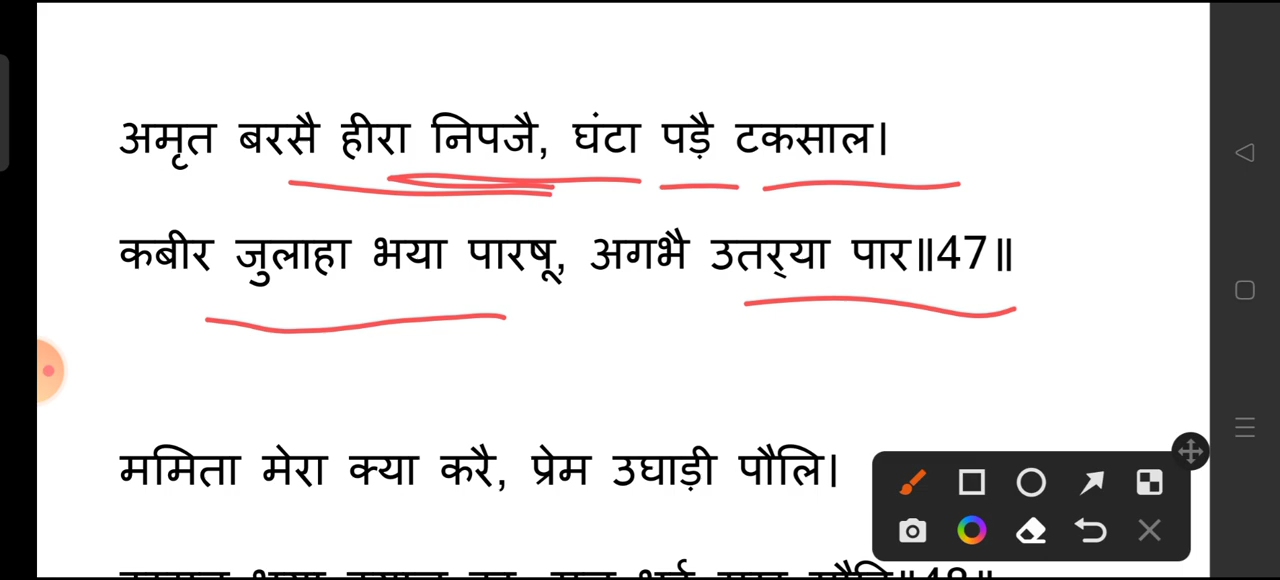 अमृत बरसै हीरा निपजै, घंटा पड़ै टकसाल।
कबीर जुलाहा भया पारषू, अगभै उतर्‌या पार॥47॥
ममिता मेरा क्या करै, प्रेम उघाड़ी पौलि।